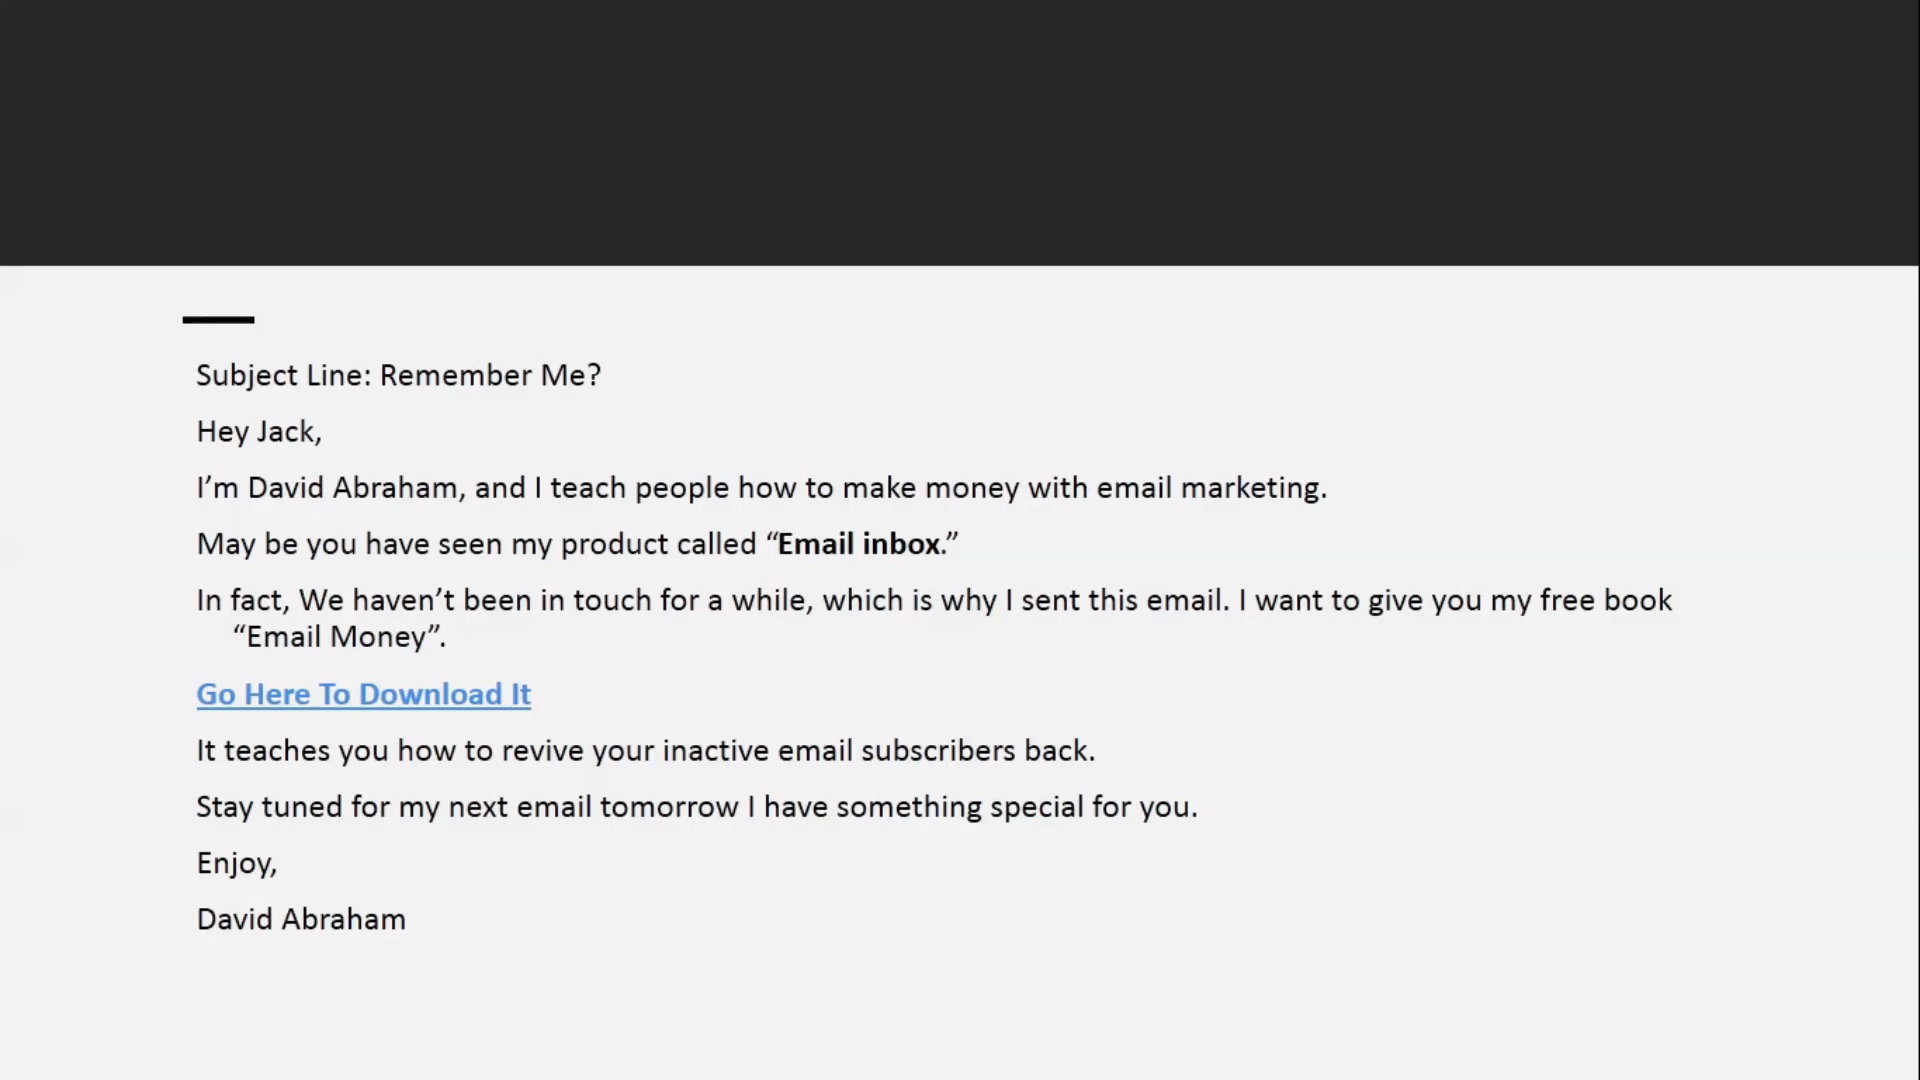 Subject Line: Remember Me?
Hey Jack,
I’m David Abraham, and I teach people how to make money with email marketing.
May be you have seen my product called “Email inbox.”
In fact, We haven’t been in touch for a while, which is why I sent this email. I want to give you my free book
“Email Money”.
Go Here To Download It
It teaches you how to revive your inactive email subscribers back.
Stay tuned for my next email tomorrow I have something special for you.
Enjoy,
David Abraham